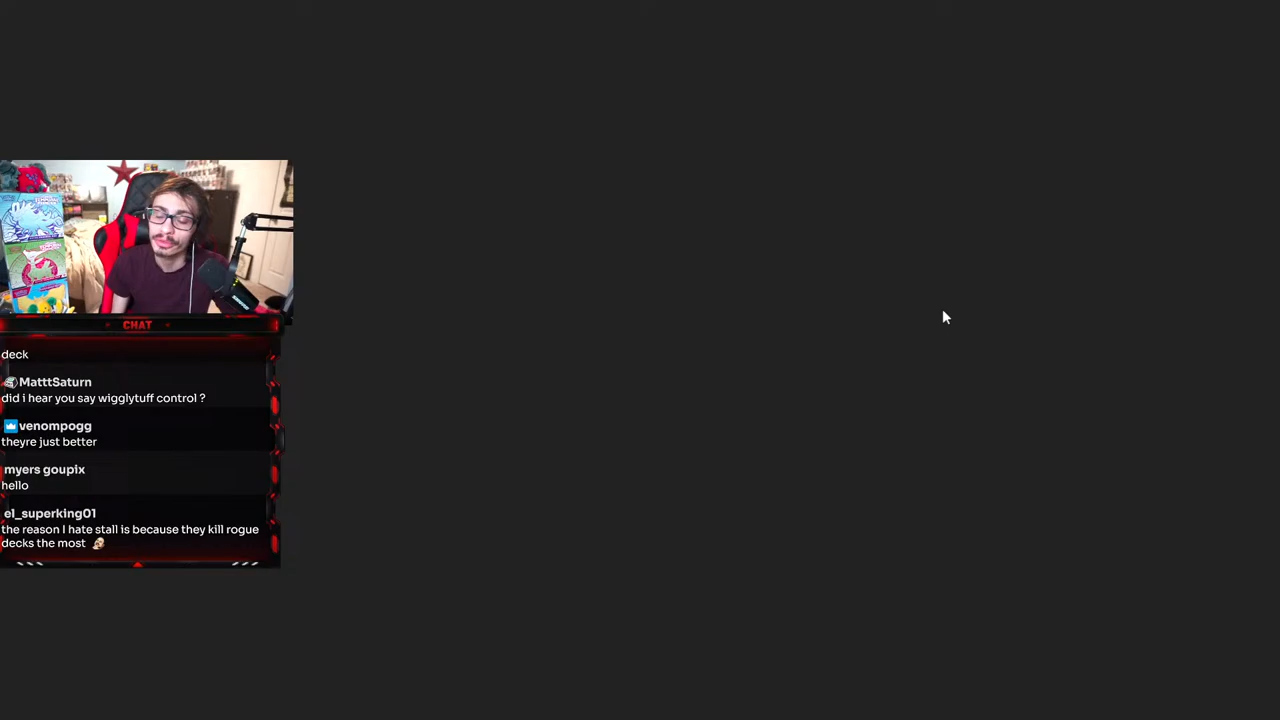 CHAT
deck
MatttSaturn
did i hear you say wigglytuff control ?
venompogg
theyre just better
myers goupix
hello
el_superking01
the reason I hate stall is because they kill rogue
decks the most